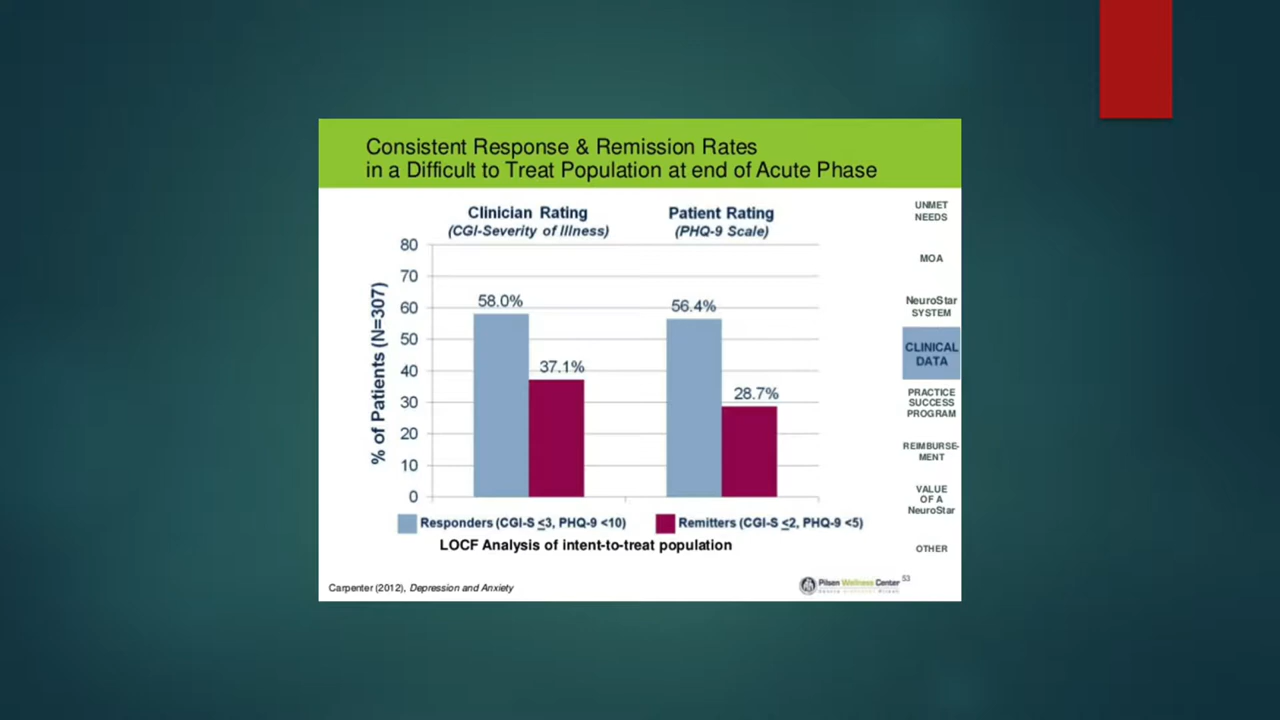 Consistent Response & Remission Rates
in a Difficult to Treat Population at end of Acute Phase
Clinician Rating
(CGI-Severity of Illness)
Patient Rating
(PHQ-9 Scale)
% of Patients (N=307)
80
70
60
50
40
30
20
10
0
58.0%
37.1%
56.4%
28.7%
Responders (CGI-S ≤3, PHQ-9 <10)
Remitters (CGI-S ≤2, PHQ-9 <5)
LOCF Analysis of intent-to-treat population
UNMET
NEEDS
MOA
NeuroStar
SYSTEM
CLINICAL
DATA
PRACTICE
SUCCESS
PROGRAM
REIMBURSE-
MENT
VALUE
OF A
NeuroStar
OTHER
Carpenter (2012), Depression and Anxiety
Pilsen Wellness Center
53